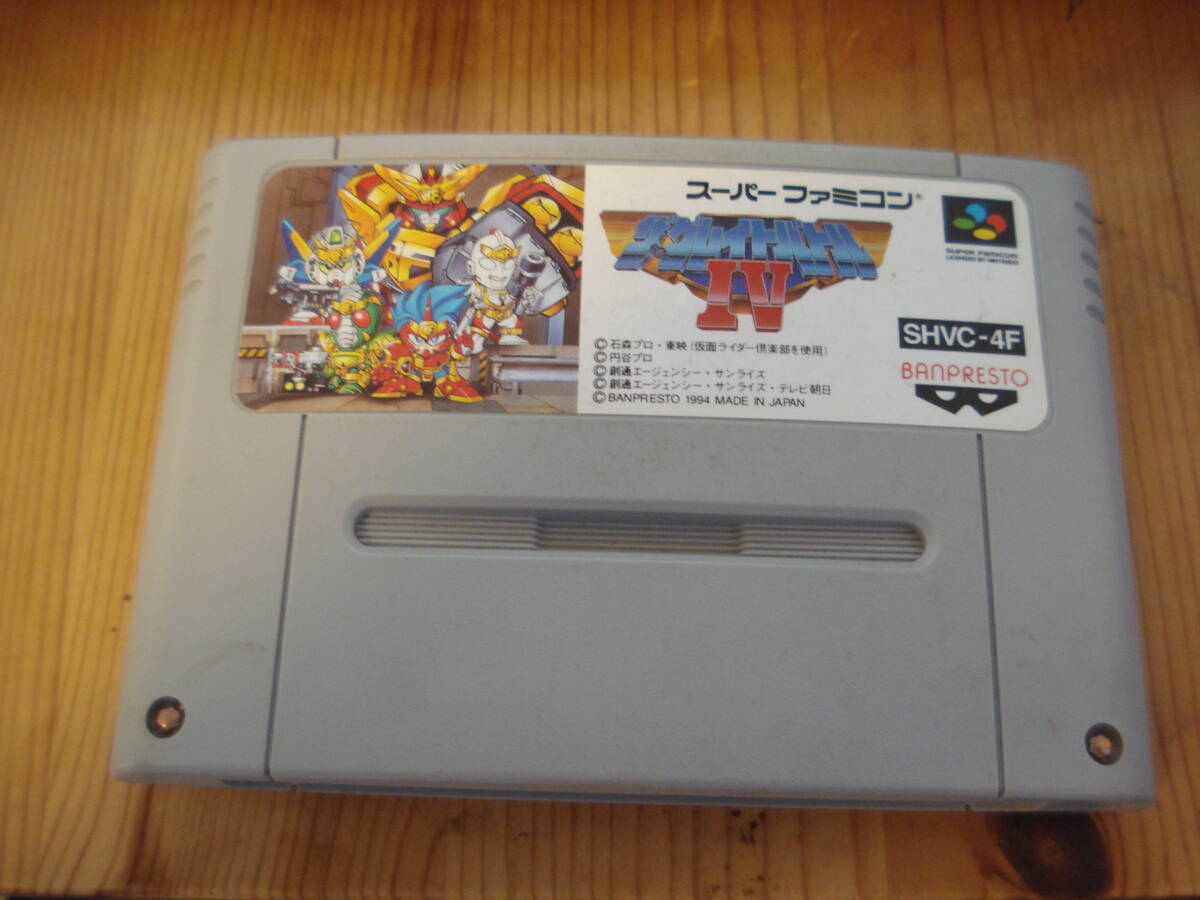 スーパーファミコン®
ザ・グレイトバトル
IV
SUPER FAMICOM
LICENSED BY NINTENDO
SHVC-4F
BANPRESTO
©石森プロ・東映(仮面ライダー倶楽部を使用)
©円谷プロ
©創通エージェンシー・サンライズ
©創通エージェンシー・サンライズ・テレビ朝日
©BANPRESTO 1994 MADE IN JAPAN